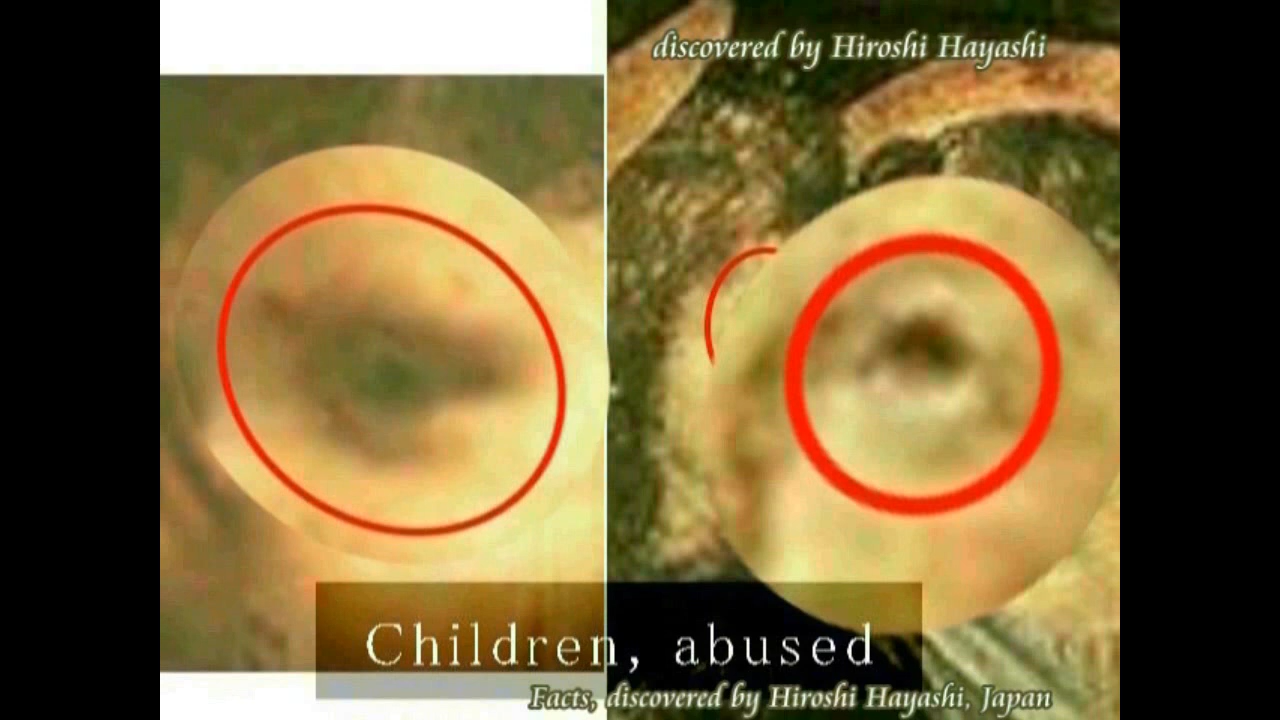 discovered by Hiroshi Hayashi
Children, abused
Facts, discovered by Hiroshi Hayashi, Japan